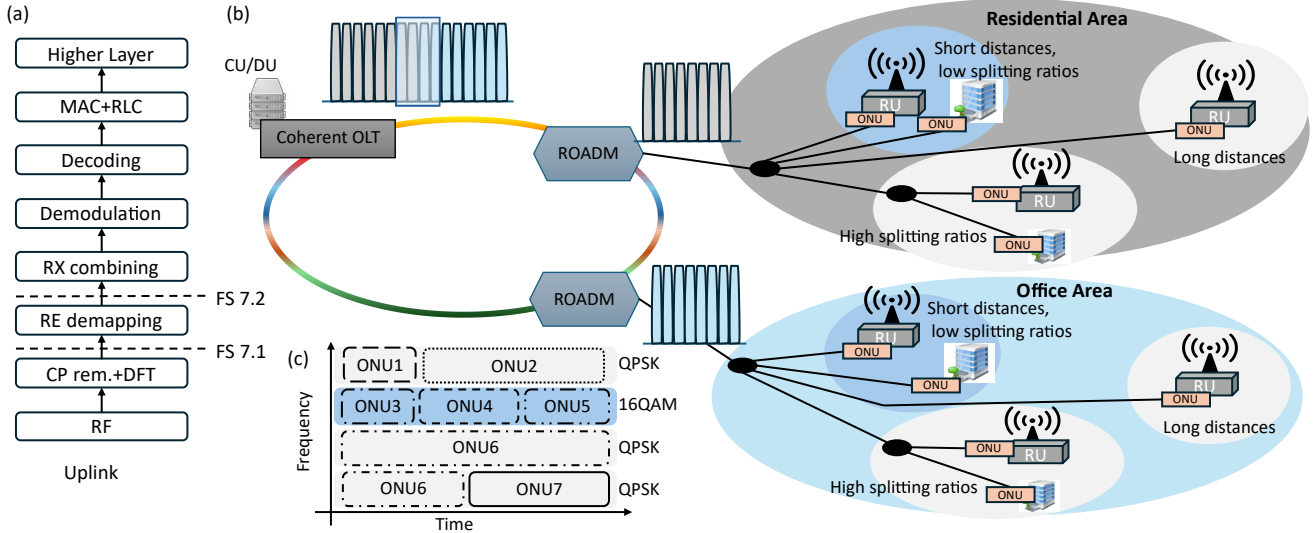 (a)
Higher Layer
MAC+RLC
Decoding
Demodulation
RX combining
FS 7.2
RE demapping
FS 7.1
CP rem.+DFT
RF
Uplink
(b)
CU/DU
Coherent OLT
ROADM
ROADM
Residential Area
Short distances,
low splitting ratios
RU
ONU
ONU
RU
ONU
Long distances
RU
ONU
High splitting ratios
ONU
Office Area
Short distances,
low splitting ratios
RU
ONU
ONU
RU
ONU
Long distances
RU
ONU
High splitting ratios
ONU
(c)
Frequency
ONU1 ONU2 QPSK
ONU3 ONU4 ONU5 16QAM
ONU6 QPSK
ONU6 ONU7 QPSK
Time